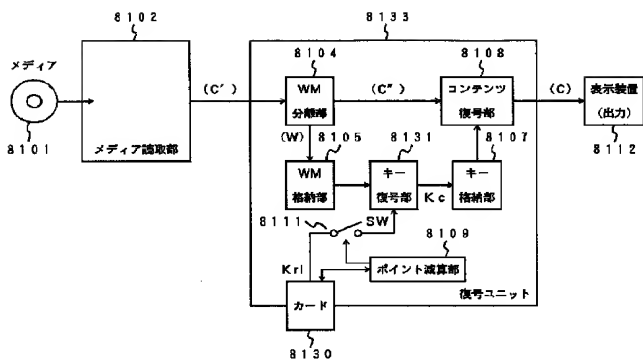 8102
8133
8104
8108
メディア
8101
メディア読取部
(C')
WM
分離部
(C")
コンテンツ
復号部
(C)
表示装置
(出力)
8112
(W)
8105
8131
8107
WM
格納部
キー
復号部
Kc
キー
格納部
8111
SW
8109
Krl
ポイント減算部
カード
復号ユニット
8130